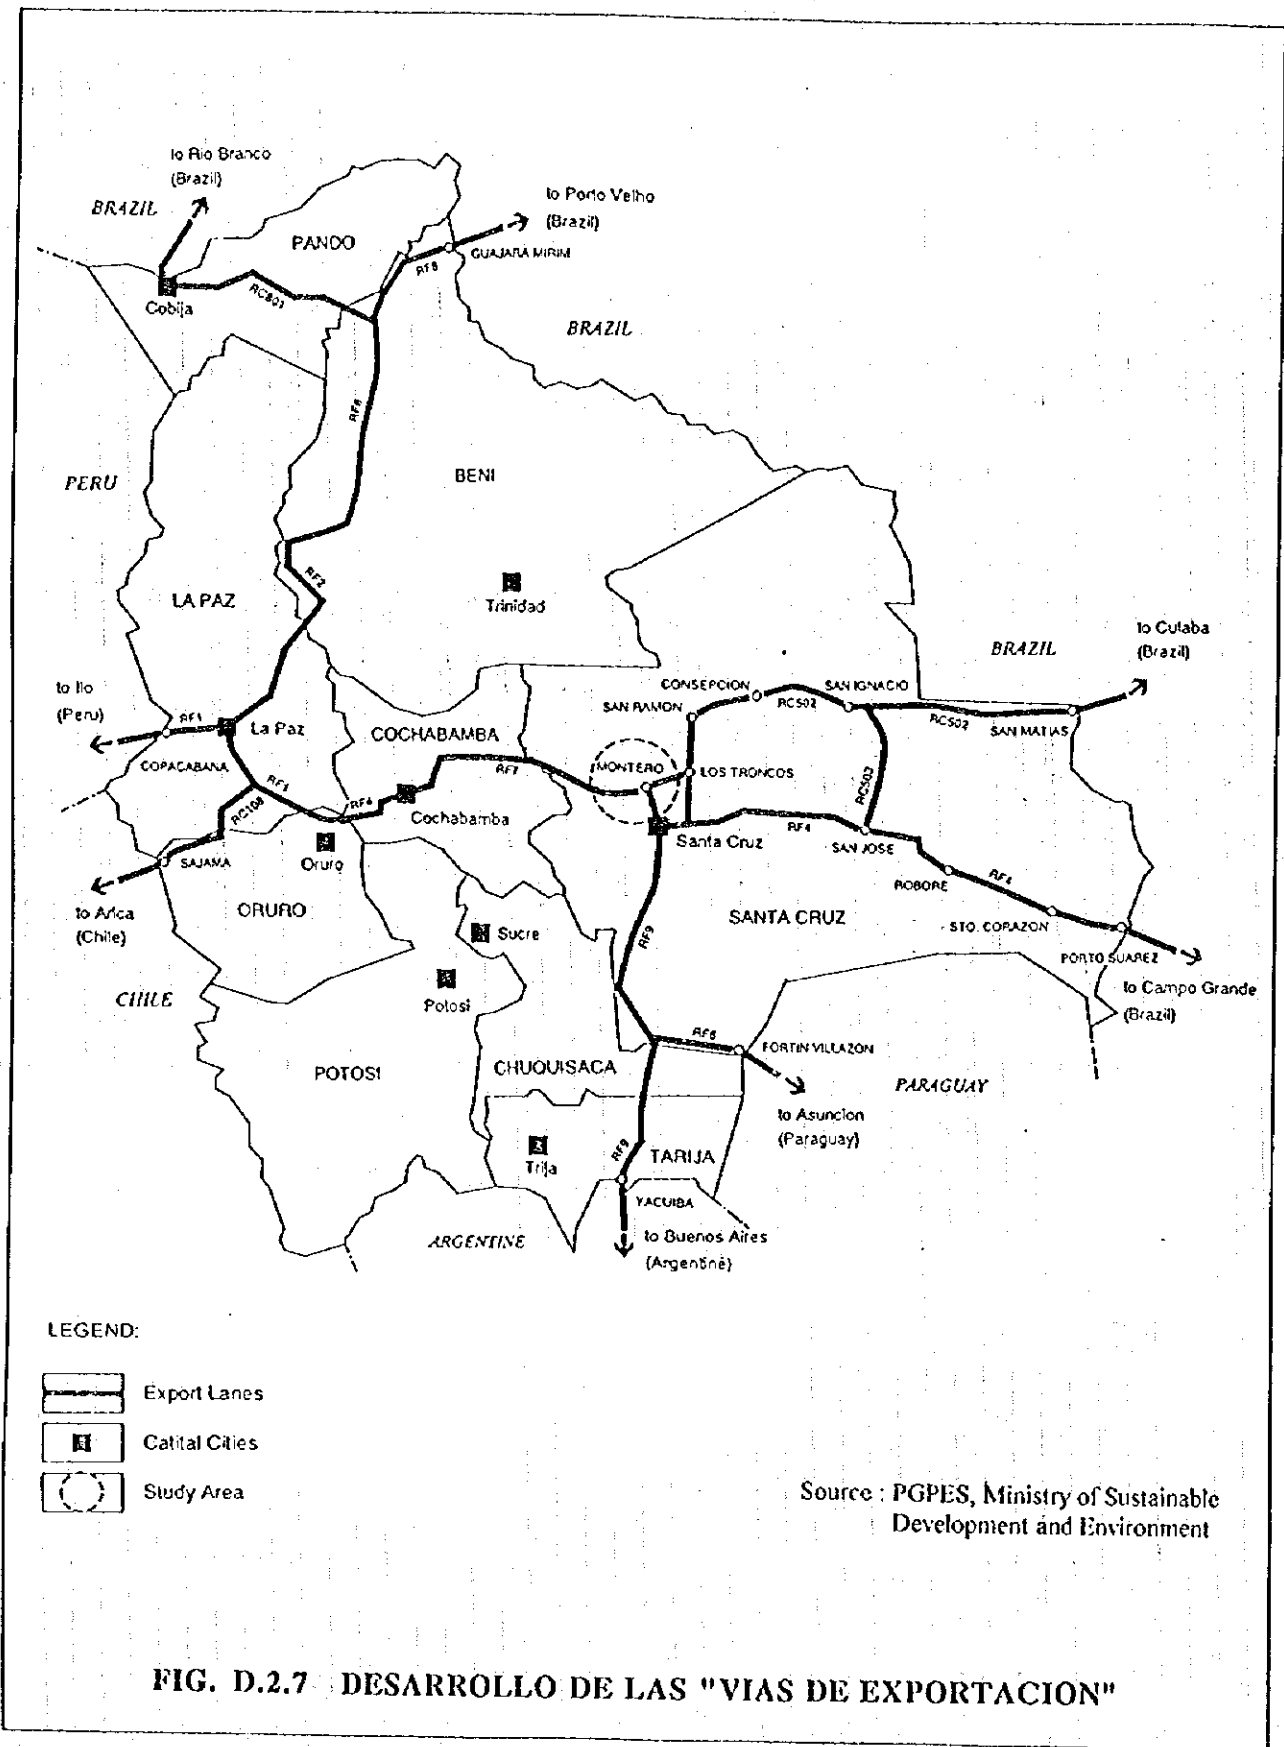 to Rio Branco
(Brazil)
BRAZIL
to Porto Velho
(Brazil)
PANDO
GUAJARA MIRIM
RF8
Cobija
BRAZIL
RF8
PERU
BENI
RF2
LA PAZ
Trinidad
to Cuiaba
(Brazil)
BRAZIL
to Ilo
(Peru)
CONSEPCION
SAN IGNACIO
RC502
SAN RAMON
RF1
La Paz
RC502
SAN MATIAS
COCHABAMBA
COPACABANA
RF7
MONTERO
LOS TRONCOS
RF1
RC108
RC503
RF4
Cochabamba
Santa Cruz
RF4
SAN JOSE
SAJAMA
Oruro
ROBORE
RF4
to Arica
(Chile)
ORURO
SANTA CRUZ
STO. CORAZON
Sucre
RF9
PORTO SUAREZ
CHILE
Potosi
to Campo Grande
(Brazil)
RF6
FORTIN VILLAZON
POTOSI
CHUQUISACA
PARAGUAY
to Asuncion
(Paraguay)
Trija
RF9
TARIJA
YACUIBA
ARGENTINE
to Buenos Aires
(Argentine)
LEGEND:
Export Lanes
Catital Cities
Study Area
Source : PGPES, Ministry of Sustainable
Development and Environment
FIG. D.2.7 DESARROLLO DE LAS "VIAS DE EXPORTACION"